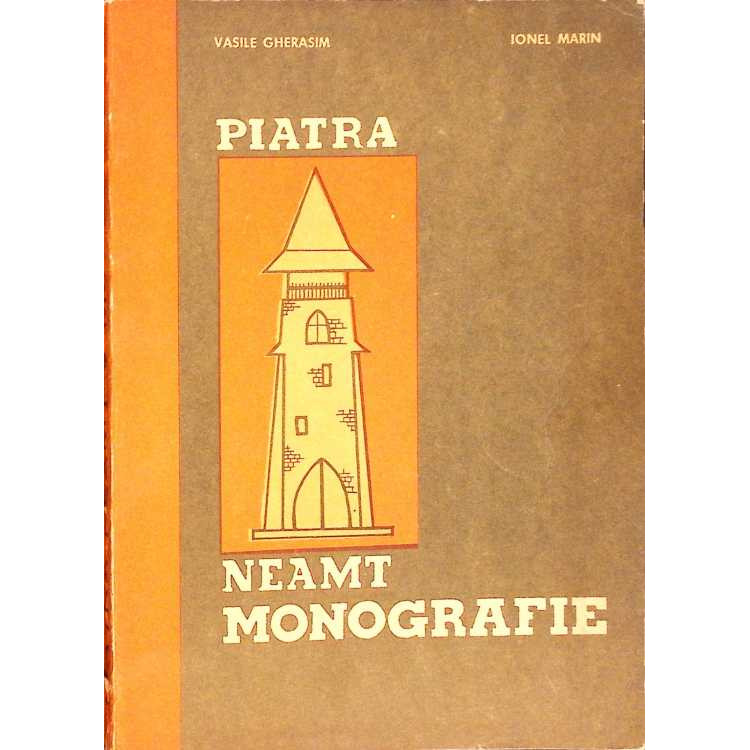 VASILE GHERASIM
IONEL MARIN
PIATRA
NEAMT
MONOGRAFIE